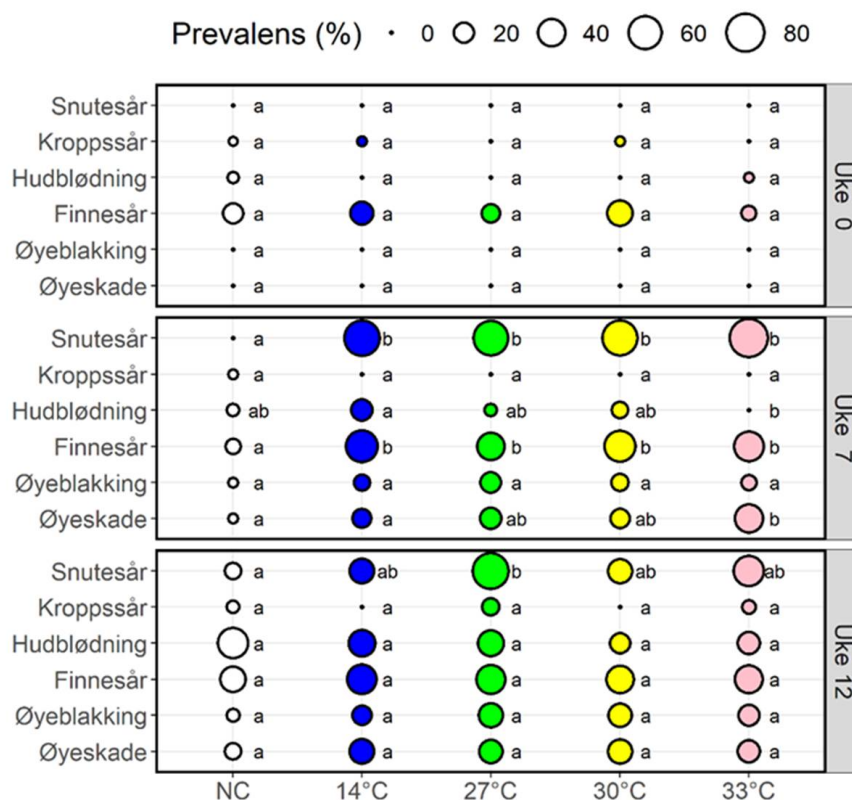 Prevalens (%) 0 20 40 60 80
Snutesår a a a a a
Kroppssår a a a a a
Hudblødning a a a a a
Finnesår a a a a a
Øyeblakking a a a a a
Øyeskade a a a a a
Uke 0
Snutesår a b b b b
Kroppssår a a a a a
Hudblødning ab a ab ab b
Finnesår a b b b b
Øyeblakking a a a a a
Øyeskade a a ab ab b
Uke 7
Snutesår a ab b ab ab
Kroppssår a a a a a
Hudblødning a a a a a
Finnesår a a a a a
Øyeblakking a a a a a
Øyeskade a a a a a
Uke 12
NC 14°C 27°C 30°C 33°C